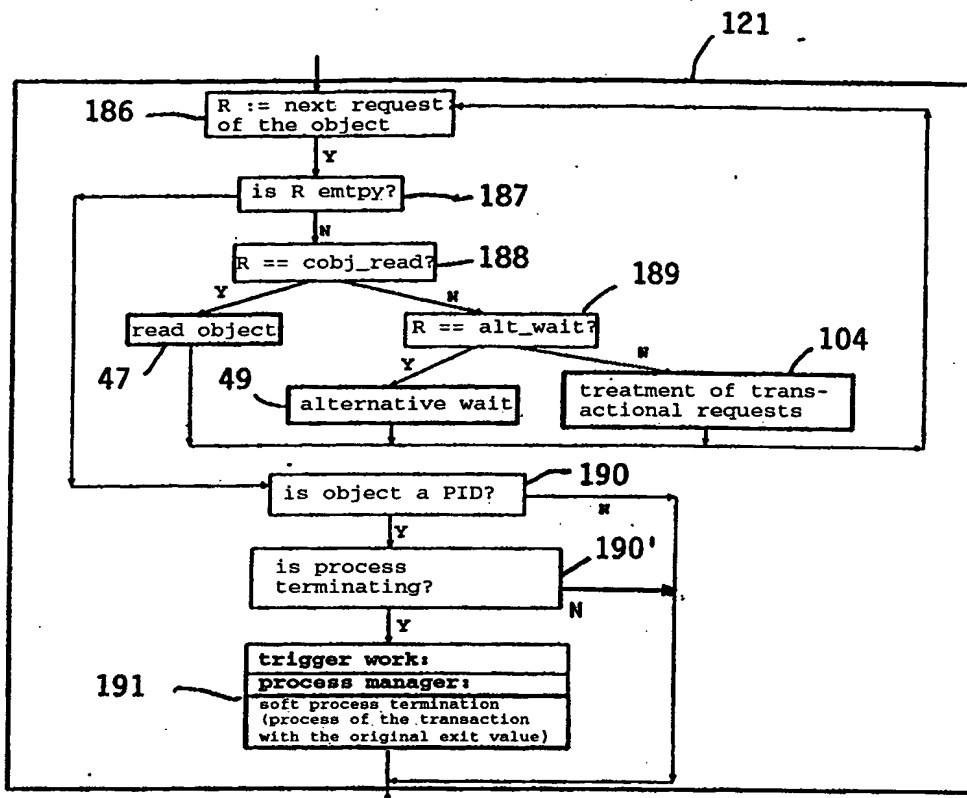 121
186
R := next request
of the object
Y
is R emtpy?
187
N
R == cobj_read?
188
Y
N
189
read object
R == alt_wait?
47
Y
N
104
49
alternative wait
treatment of trans-
actional requests
is object a PID?
190
N
Y
is process
terminating?
190'
N
Y
191
trigger work:
process manager:
soft process termination
(process of the transaction
with the original exit value)